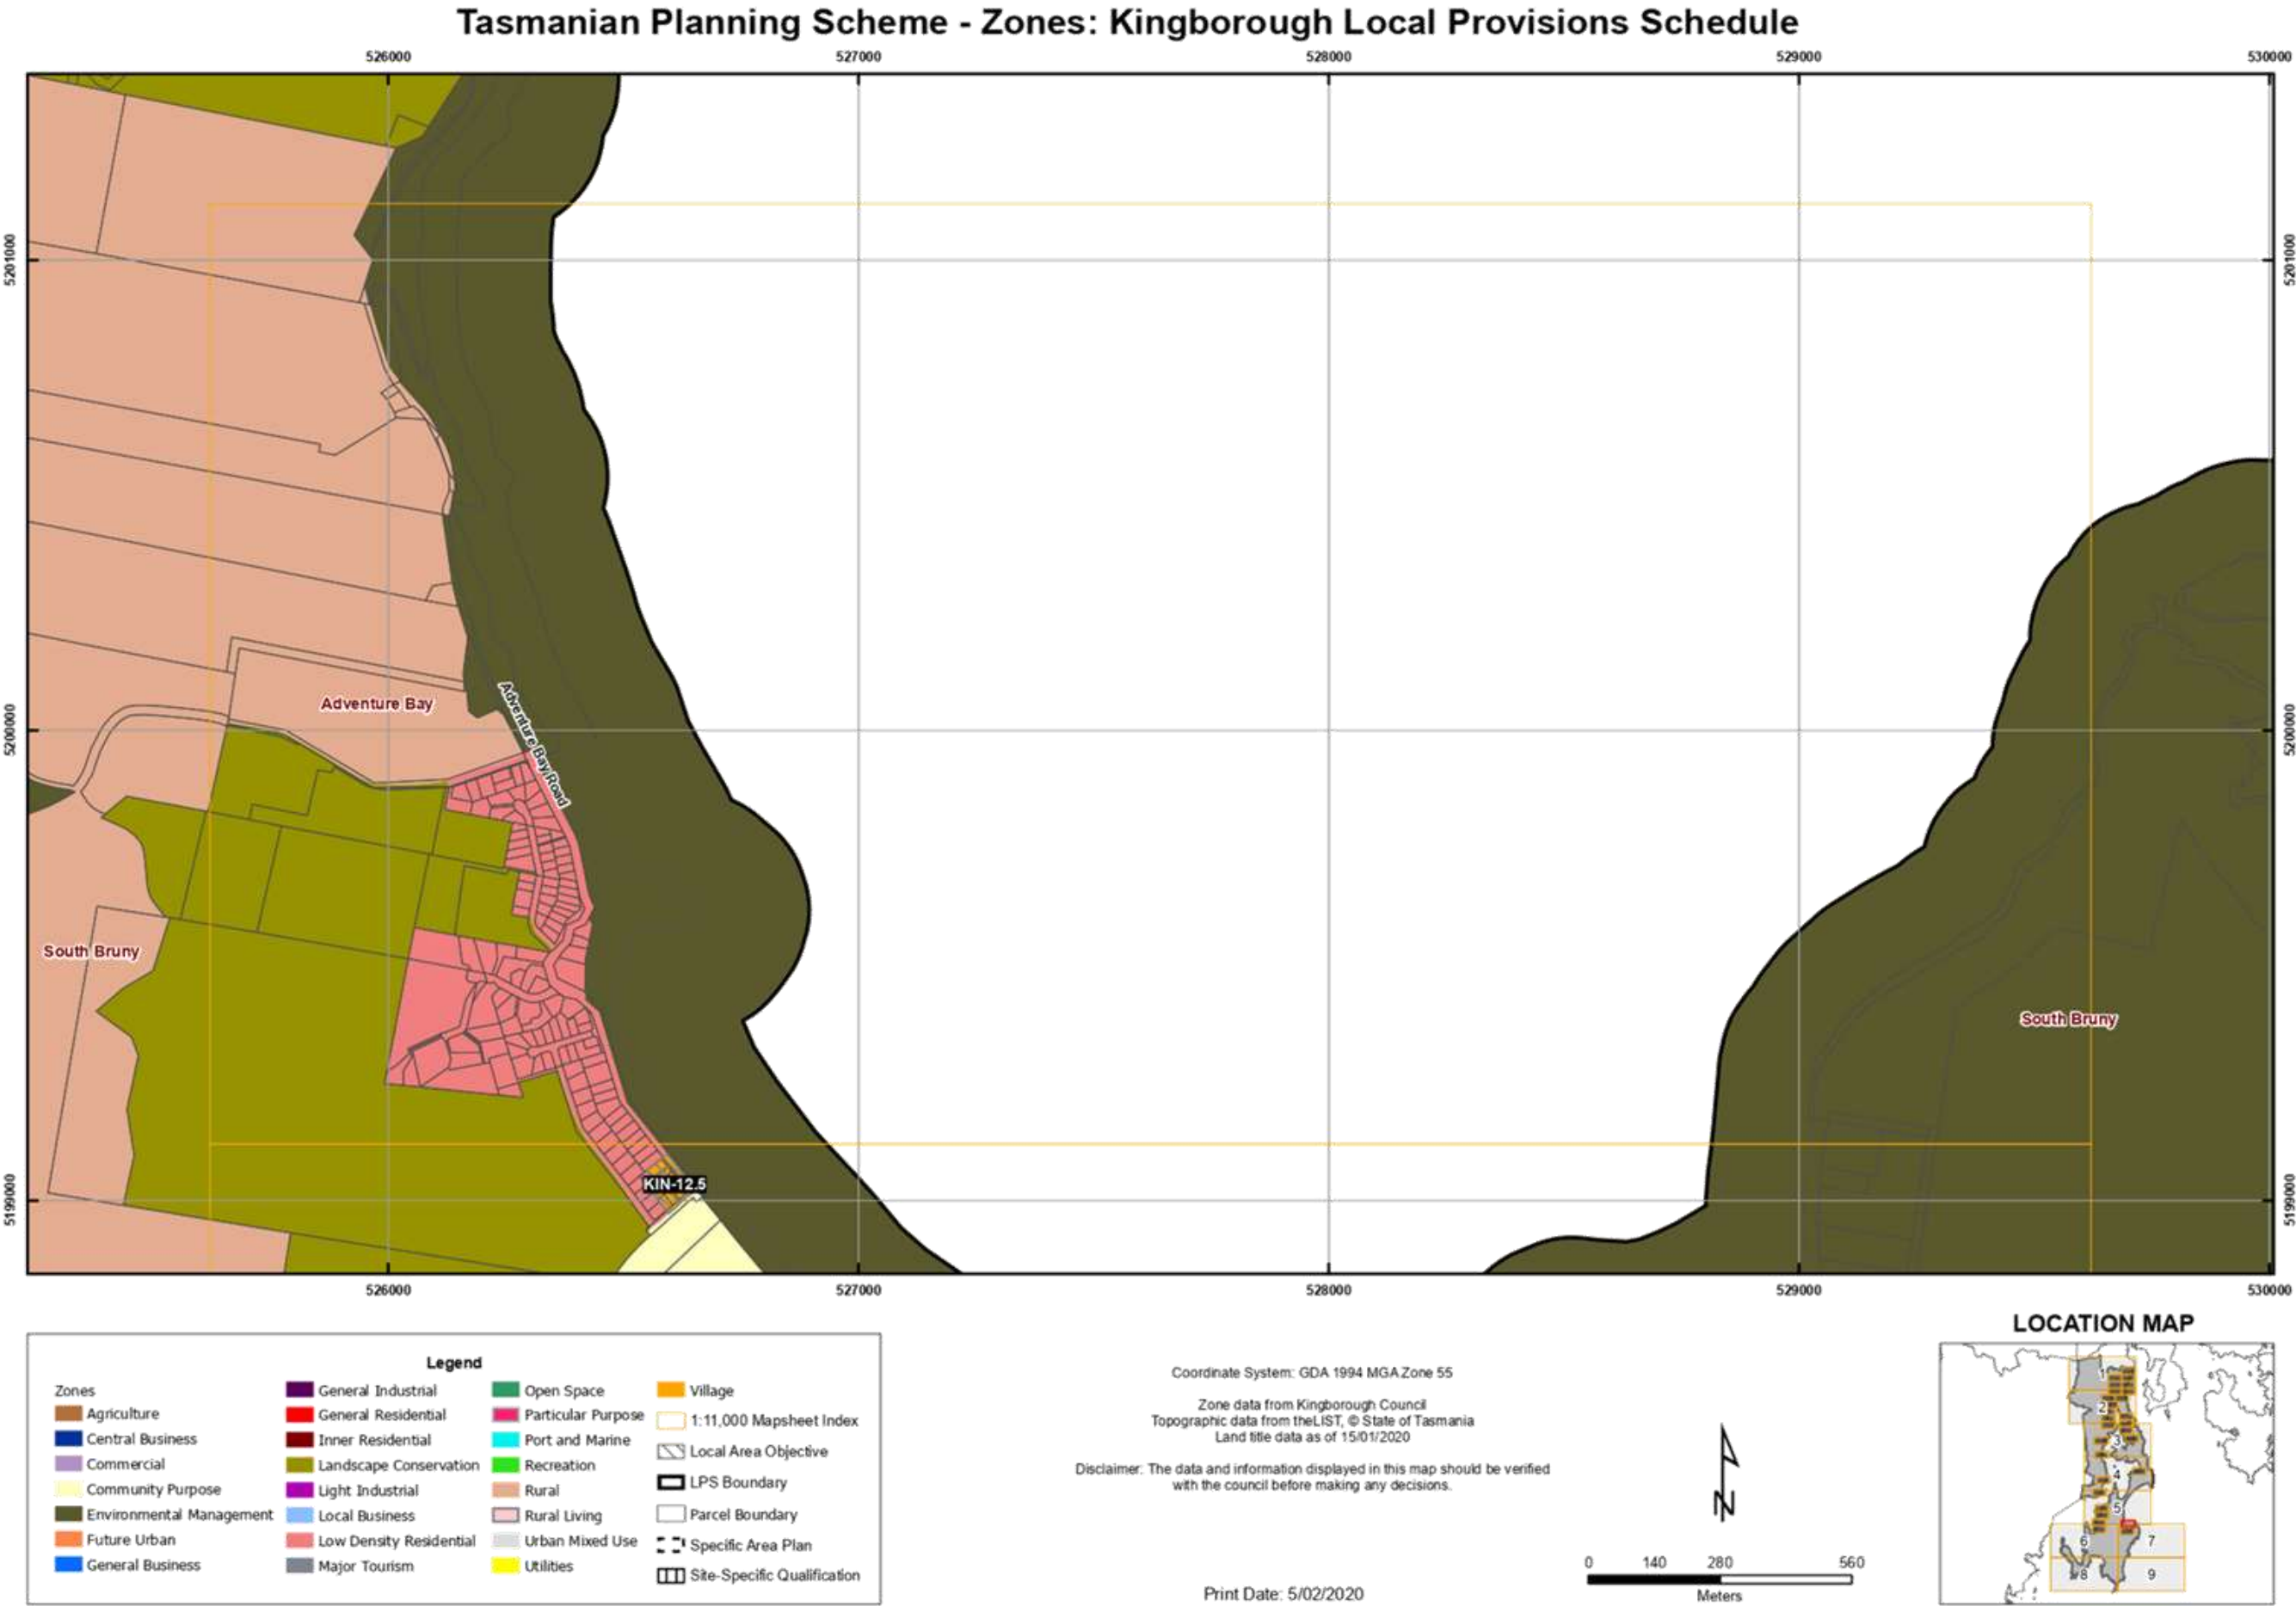 Tasmanian Planning Scheme - Zones: Kingborough Local Provisions Schedule
526000 527000 528000 529000 530000
5201000 5201000
Adventure Bay
Adventure Bay Road
5200000 5200000
South Bruny
South Bruny
KIN-12.5
5199000 5199000
526000 527000 528000 529000 530000
Legend
Zones
Agriculture
Central Business
Commercial
Community Purpose
Environmental Management
Future Urban
General Business
General Industrial
General Residential
Inner Residential
Landscape Conservation
Light Industrial
Local Business
Low Density Residential
Major Tourism
Open Space
Particular Purpose
Port and Marine
Recreation
Rural
Rural Living
Urban Mixed Use
Utilities
Village
1:11,000 Mapsheet Index
Local Area Objective
LPS Boundary
Parcel Boundary
Specific Area Plan
Site-Specific Qualification
Coordinate System: GDA 1994 MGA Zone 55
Zone data from Kingborough Council
Topographic data from theLIST, © State of Tasmania
Land title data as of 15/01/2020
Disclaimer: The data and information displayed in this map should be verified
with the council before making any decisions.
Print Date: 5/02/2020
N
0 140 280 560
Meters
LOCATION MAP
1
2
3
4
5
6 7
8 9